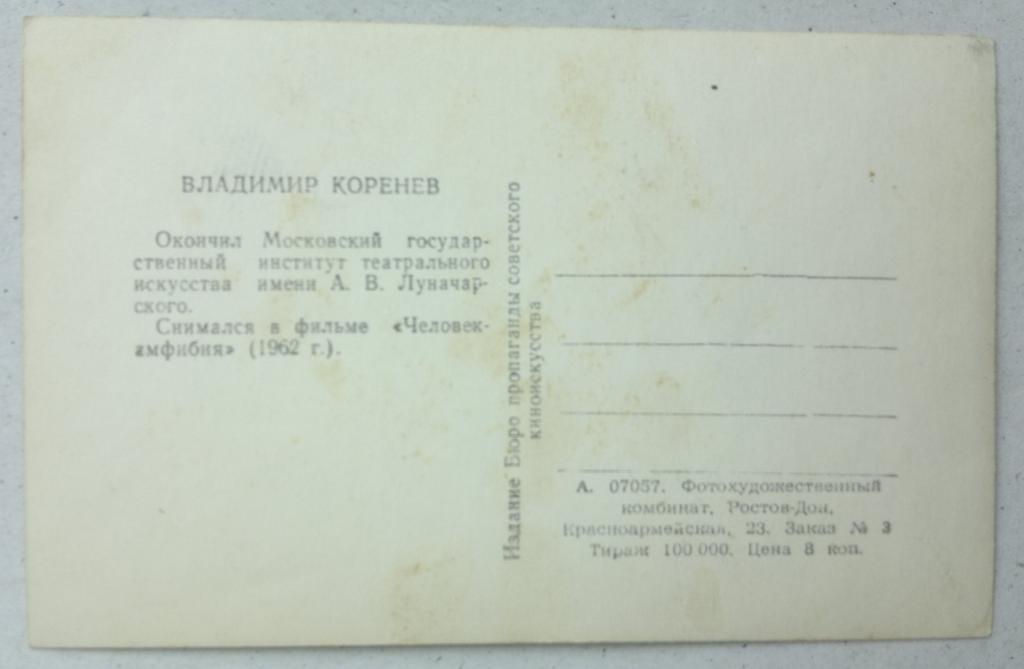 ВЛАДИМИР КОРЕНЕВ
Окончил Московский государ-
ственный институт театрального
искусства имени А. В. Луначар-
ского.
Снимался в фильме «Человек-
амфибия» (1962 г.).
Издание Бюро пропаганды советского
киноискусства
А. 07057. Фотохудожественный
комбинат, Ростов-Дон,
Красноармейская, 23. Заказ № 3
Тираж 100 000. Цена 8 коп.